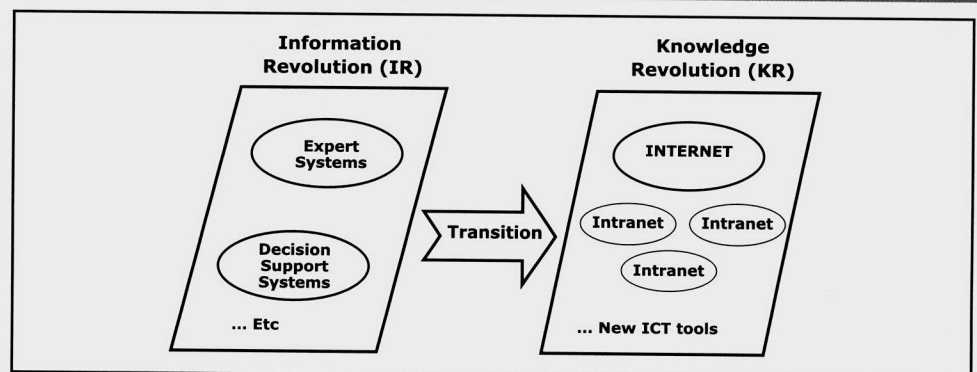 Information
Revolution (IR)
Expert
Systems
Decision
Support
Systems
... Etc
Transition
Knowledge
Revolution (KR)
INTERNET
Intranet
Intranet
Intranet
... New ICT tools